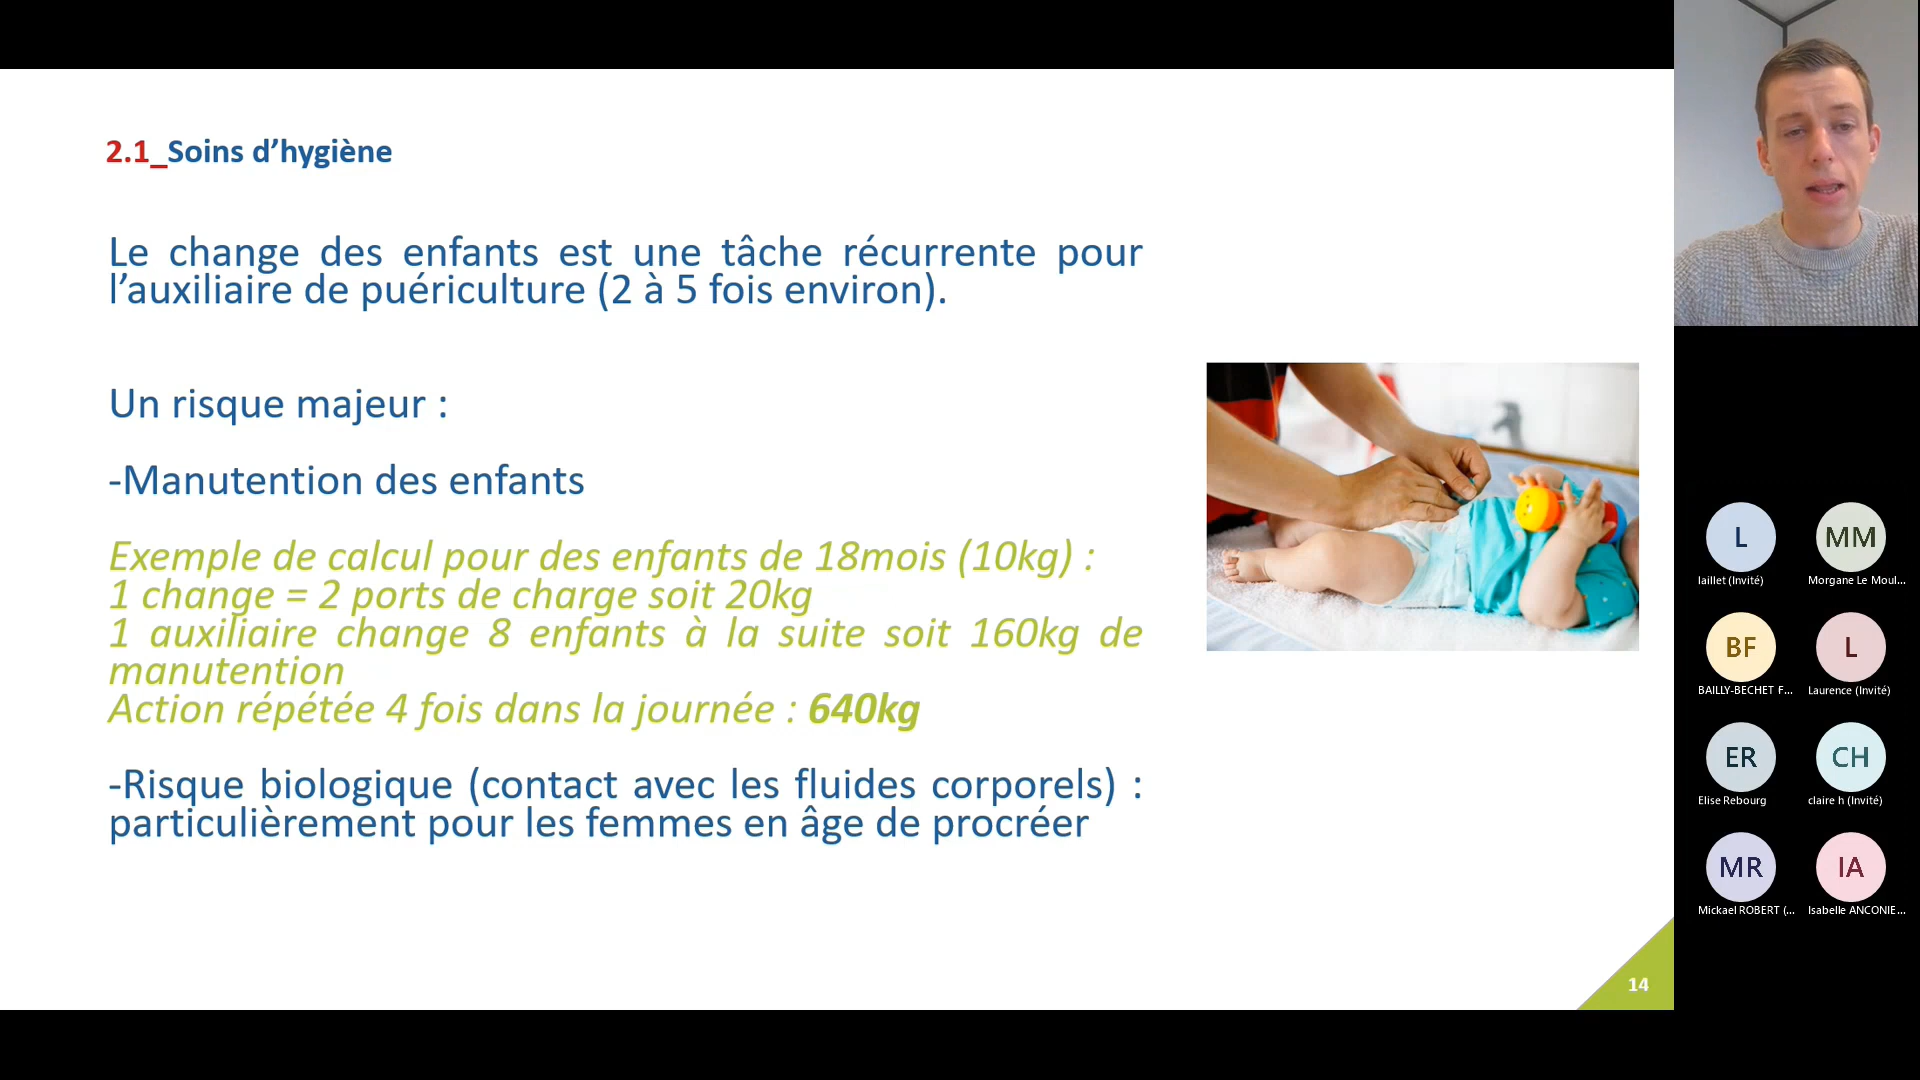 2.1_Soins d’hygiène
Le change des enfants est une tâche récurrente pour
l’auxiliaire de puériculture (2 à 5 fois environ).
Un risque majeur :
-Manutention des enfants
Exemple de calcul pour des enfants de 18mois (10kg) :
1 change = 2 ports de charge soit 20kg
1 auxiliaire change 8 enfants à la suite soit 160kg de
manutention
Action répétée 4 fois dans la journée : 640kg
-Risque biologique (contact avec les fluides corporels) :
particulièrement pour les femmes en âge de procréer
14
L
MM
laillet (Invité)
Morgane Le Moul...
BF
L
BAILLY-BECHET F...
Laurence (Invité)
ER
CH
Elise Rebourg
claire h (Invité)
MR
IA
Mickael ROBERT (...
Isabelle ANCONIE...